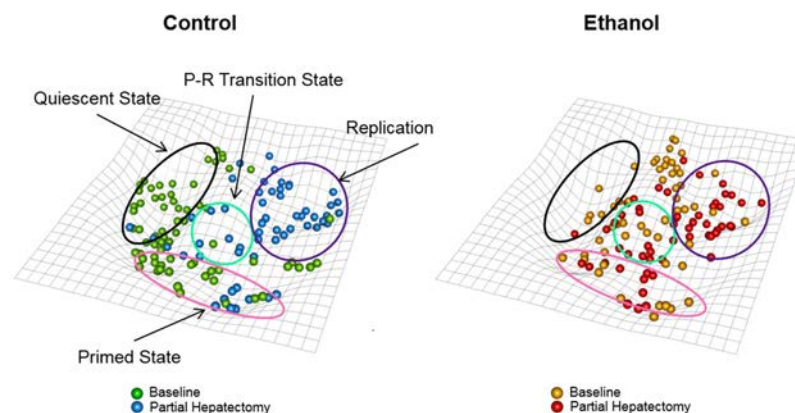 Control
Ethanol
P-R Transition State
Quiescent State
Replication
Primed State
Baseline
Partial Hepatectomy
Baseline
Partial Hepatectomy